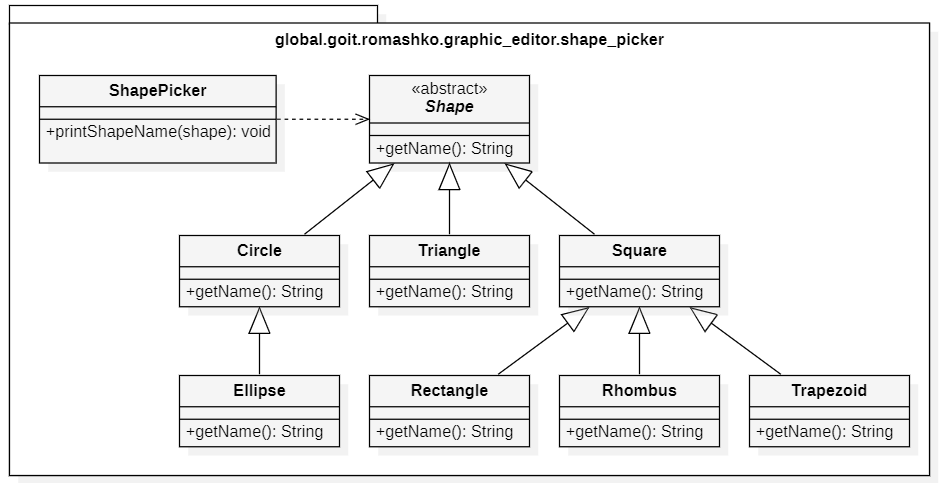 global.goit.romashko.graphic_editor.shape_picker
ShapePicker
+printShapeName(shape): void
«abstract»
Shape
+getName(): String
Circle
+getName(): String
Triangle
+getName(): String
Square
+getName(): String
Ellipse
+getName(): String
Rectangle
+getName(): String
Rhombus
+getName(): String
Trapezoid
+getName(): String